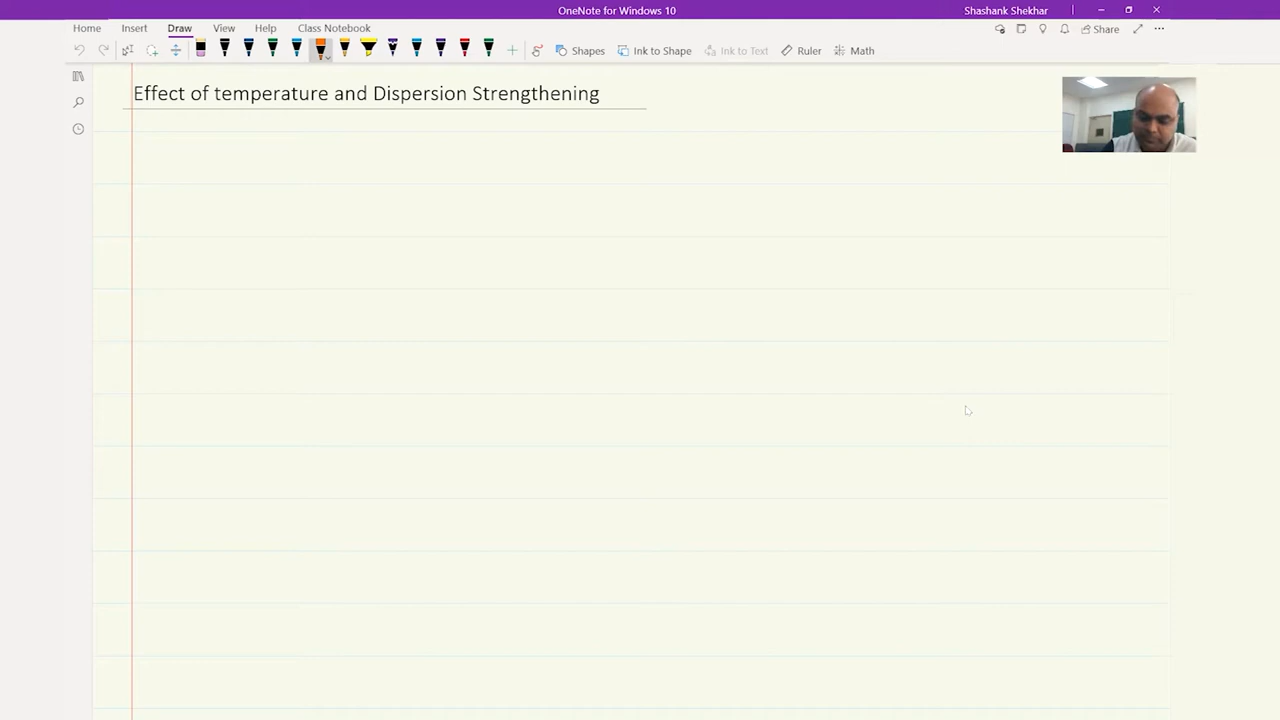 OneNote for Windows 10
Shashank Shekhar
Home Insert Draw View Help Class Notebook
Shapes Ink to Shape Ink to Text Ruler Math Share
Effect of temperature and Dispersion Strengthening